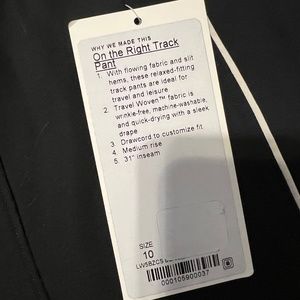 WHY WE MADE THIS
On the Right Track
Pant
1. With flowing fabric and slit
hems, these relaxed-fitting
track pants are ideal for
travel and leisure
2. Travel Woven™ fabric is
wrinkle-free, machine-washable,
and quick-drying with a sleek
drape
3. Drawcord to customize fit
4. Medium rise
5. 31" inseam
SIZE
10
000105900037